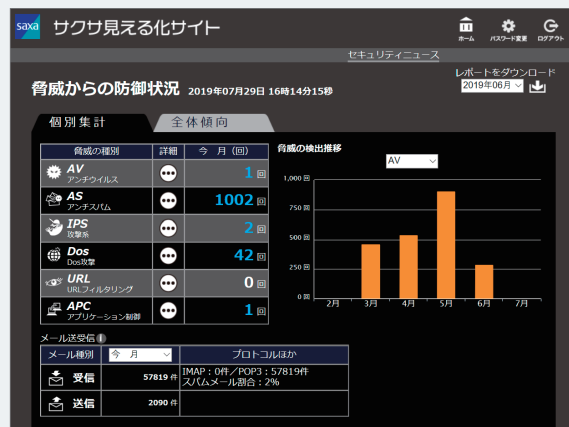 saxa サクサ見える化サイト
ホーム パスワード変更 ログアウト
セキュリティニュース
レポートをダウンロード
脅威からの防御状況 2019年07月29日 16時14分15秒
2019年06月
個別集計 全体傾向
脅威の種別 詳細 今 月 (回)
AV
アンチウイルス
1 回
AS
アンチスパム
1002 回
IPS
攻撃系
2 回
Dos
Dos攻撃
42 回
URL
URLフィルタリング
0 回
APC
アプリケーション制御
1 回
脅威の検出推移
AV
1,000 回
750 回
500 回
250 回
0 回
2月 3月 4月 5月 6月 7月
メール送受信
メール種別 今 月 プロトコルほか
受信 57819 件 IMAP:0件/POP3:57819件
スパムメール割合:2%
送信 2090 件